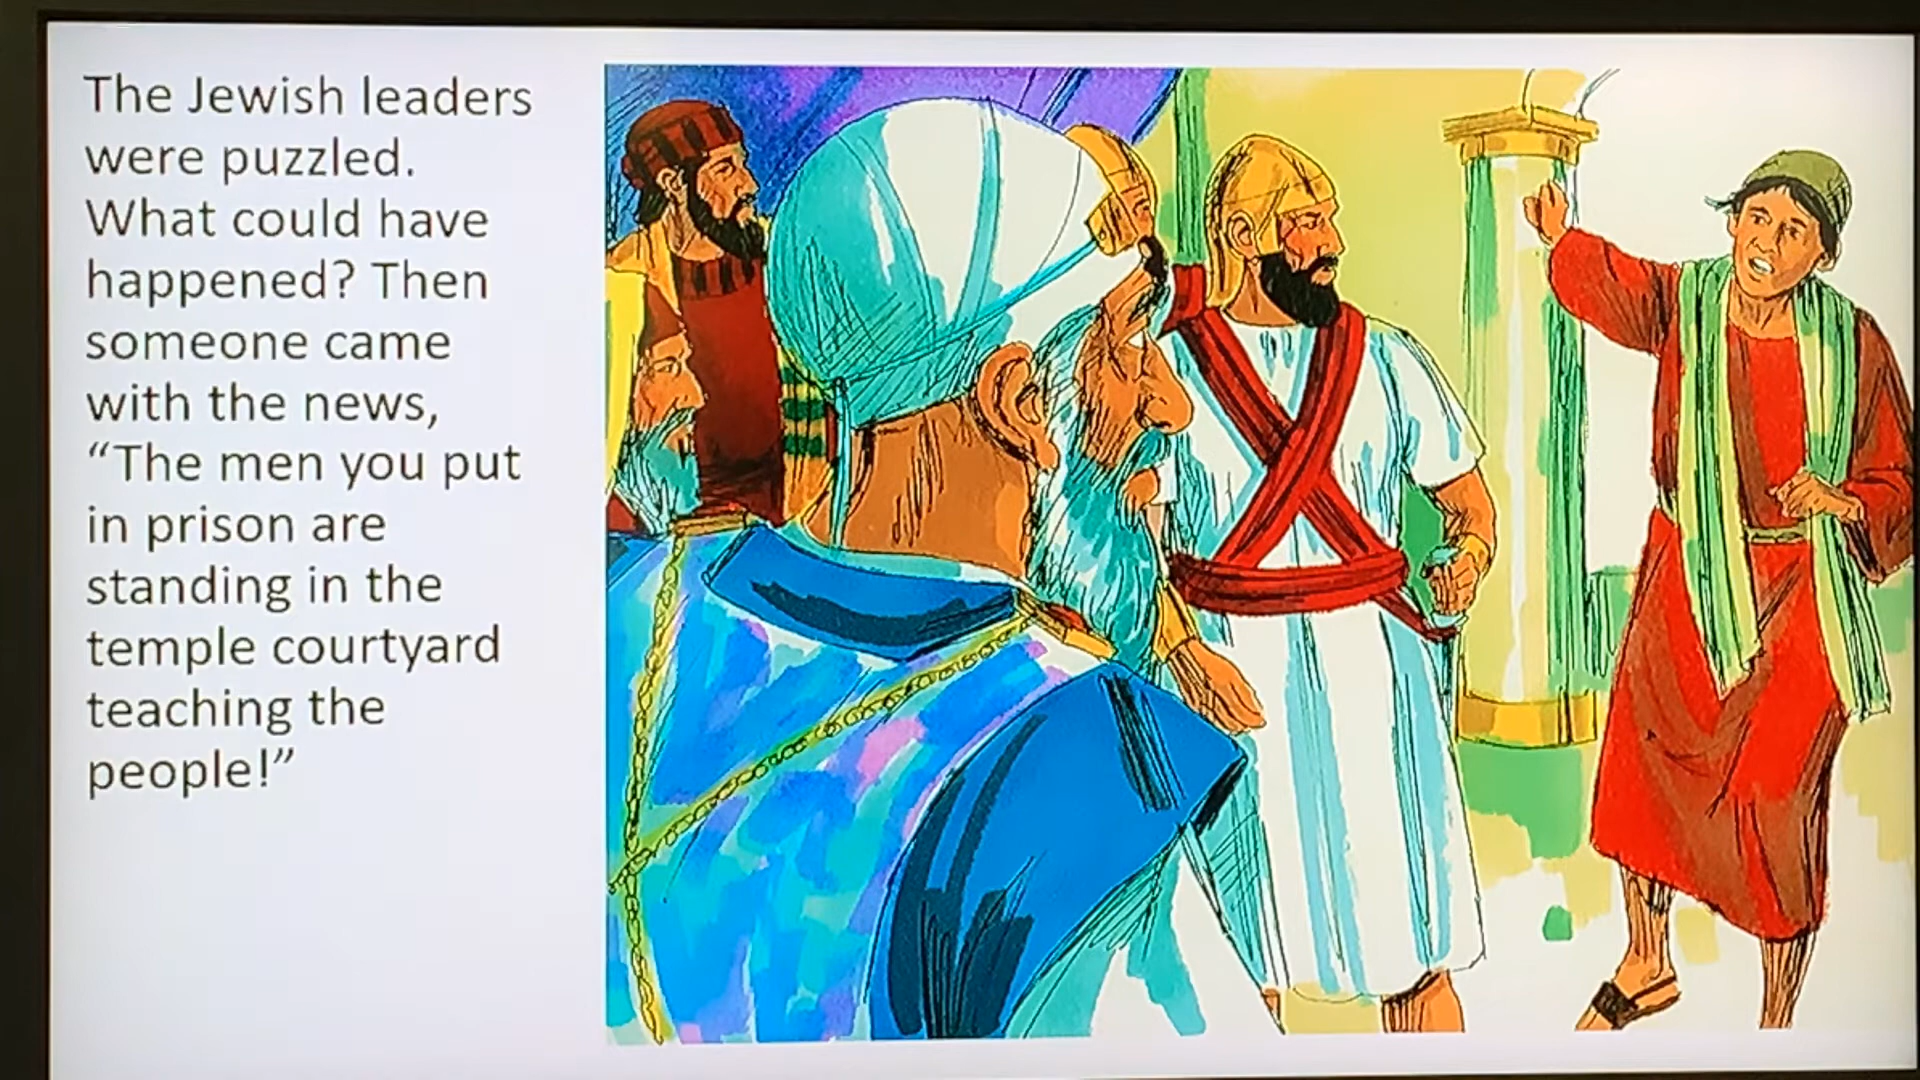 The Jewish leaders
were puzzled.
What could have
happened? Then
someone came
with the news,
“The men you put
in prison are
standing in the
temple courtyard
teaching the
people!”